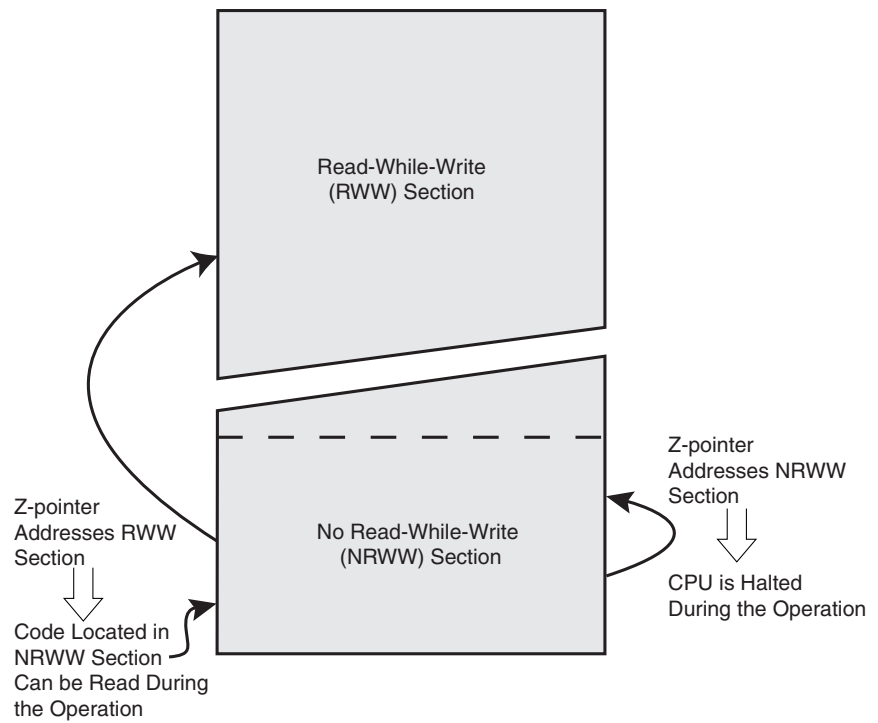 Read-While-Write
(RWW) Section
Z-pointer
Addresses RWW
Section
Code Located in
NRWW Section
Can be Read During
the Operation
No Read-While-Write
(NRWW) Section
Z-pointer
Addresses NRWW
Section
CPU is Halted
During the Operation